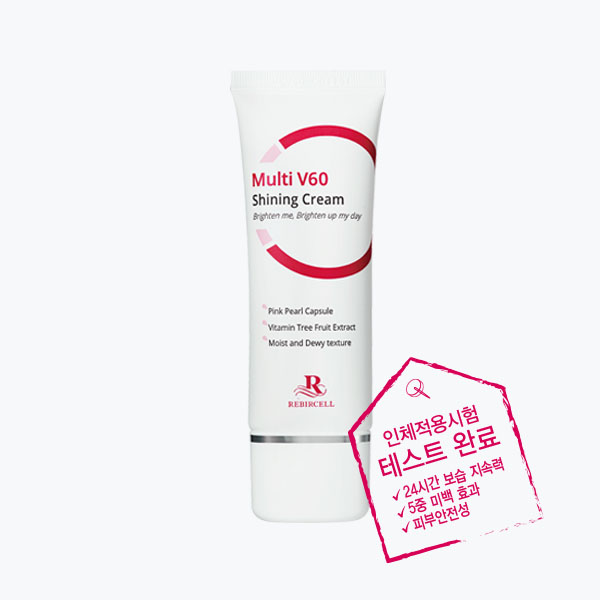 Multi V60
Shining Cream
Brighten me, Brighten up my day
Pink Pearl Capsule
Vitamin Tree Fruit Extract
Moist and Dewy texture
R
REBIRCELL
인체적용시험
테스트 완료
24시간 보습 지속력
5중 미백 효과
피부안전성